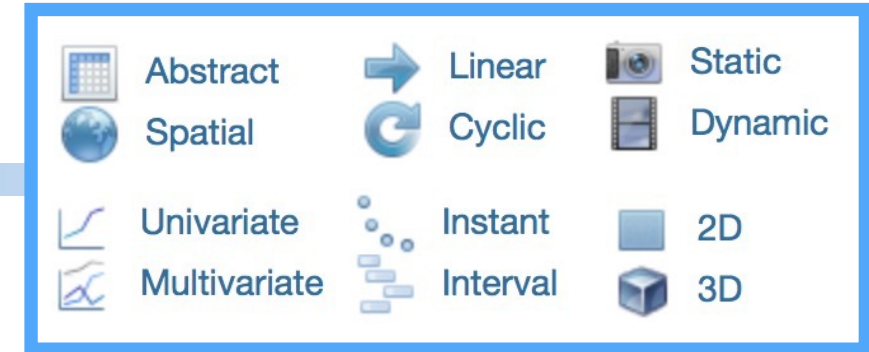 Abstract
Linear
Static
Spatial
Cyclic
Dynamic
Univariate
Instant
2D
Multivariate
Interval
3D